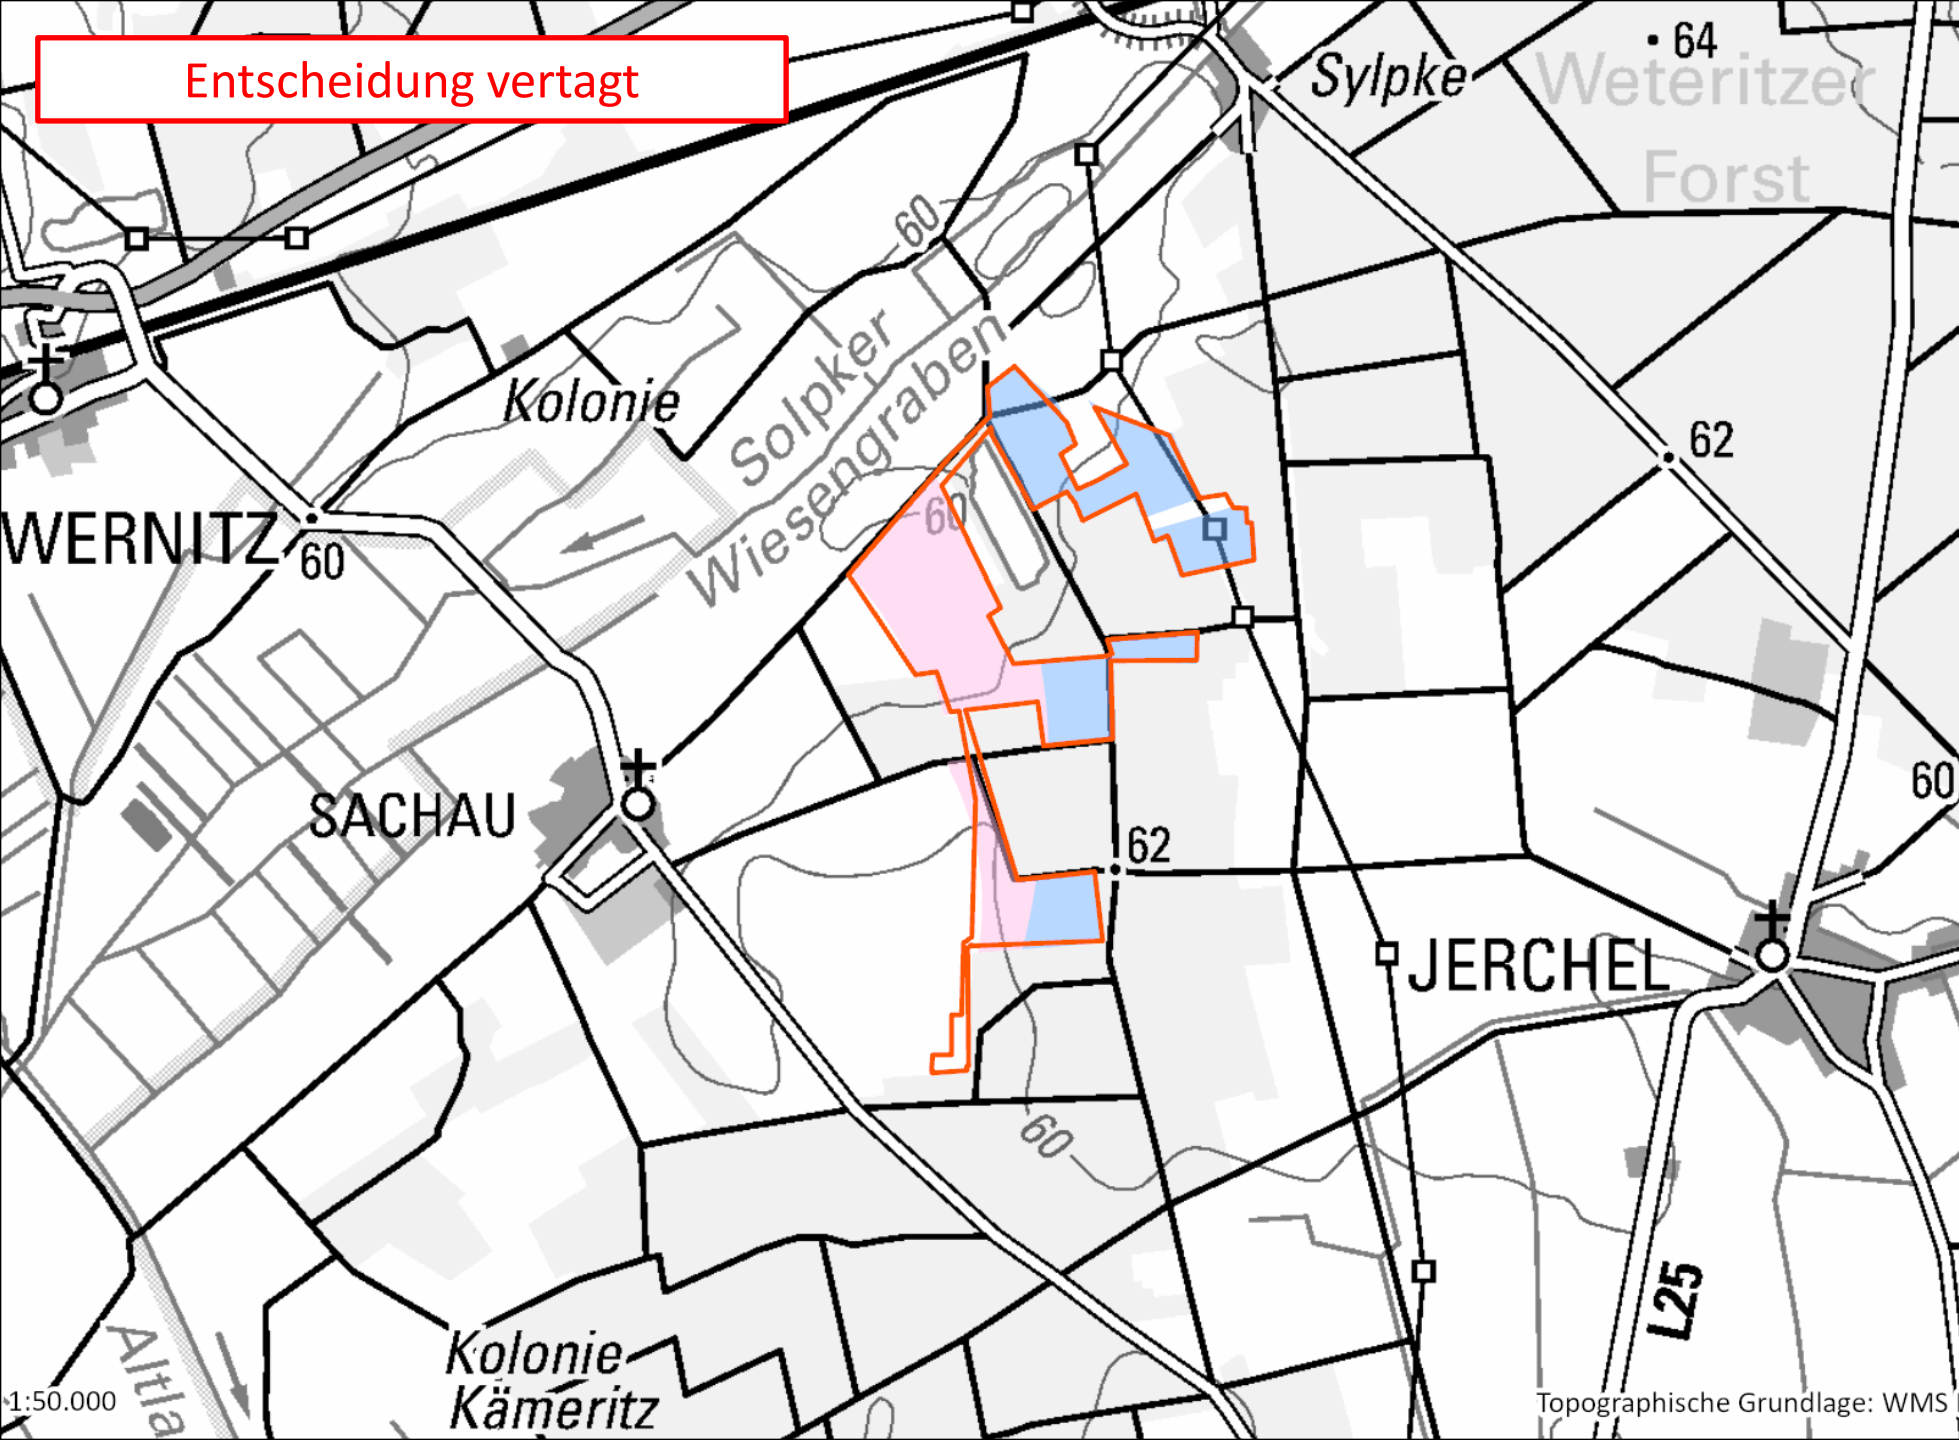 Entscheidung vertagt
64
Sylpke
Weteritzer
Forst
60
Solpker
Wiesengraben
Kolonie
62
60
WERNITZ
60
60
SACHAU
62
JERCHEL
60
L25
Kolonie
Kämeritz
Altla
1:50.000
Topographische Grundlage: WMS